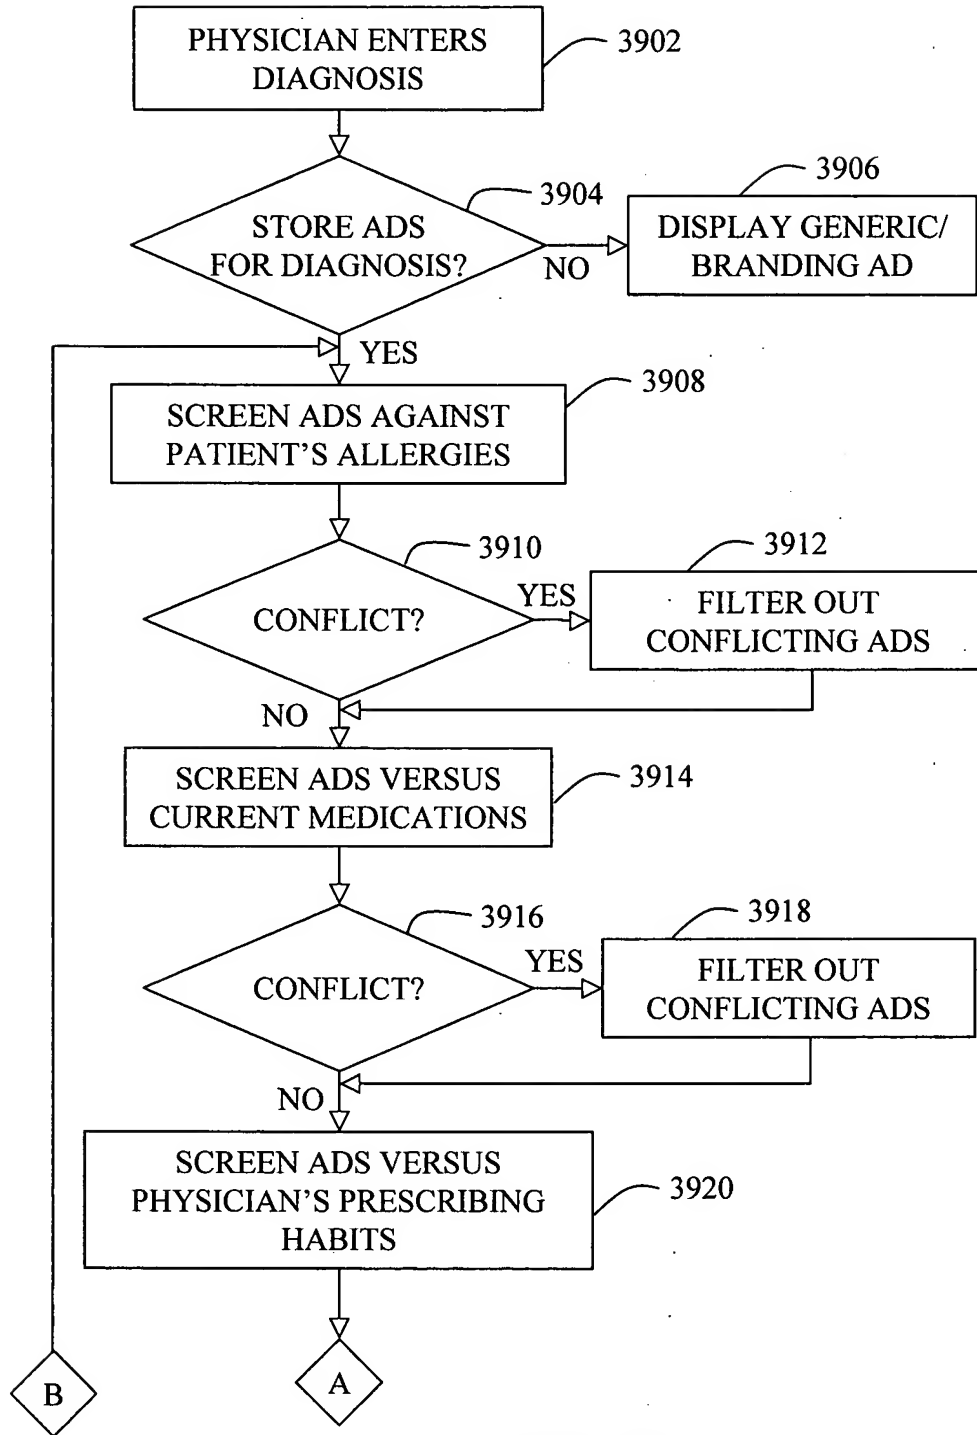 PHYSICIAN ENTERS
DIAGNOSIS
3902
STORE ADS
FOR DIAGNOSIS?
3904
NO
3906
DISPLAY GENERIC/
BRANDING AD
YES
3908
SCREEN ADS AGAINST
PATIENT'S ALLERGIES
3910
CONFLICT?
YES
3912
FILTER OUT
CONFLICTING ADS
NO
SCREEN ADS VERSUS
CURRENT MEDICATIONS
3914
3916
CONFLICT?
YES
3918
FILTER OUT
CONFLICTING ADS
NO
SCREEN ADS VERSUS
PHYSICIAN'S PRESCRIBING
HABITS
3920
B
A